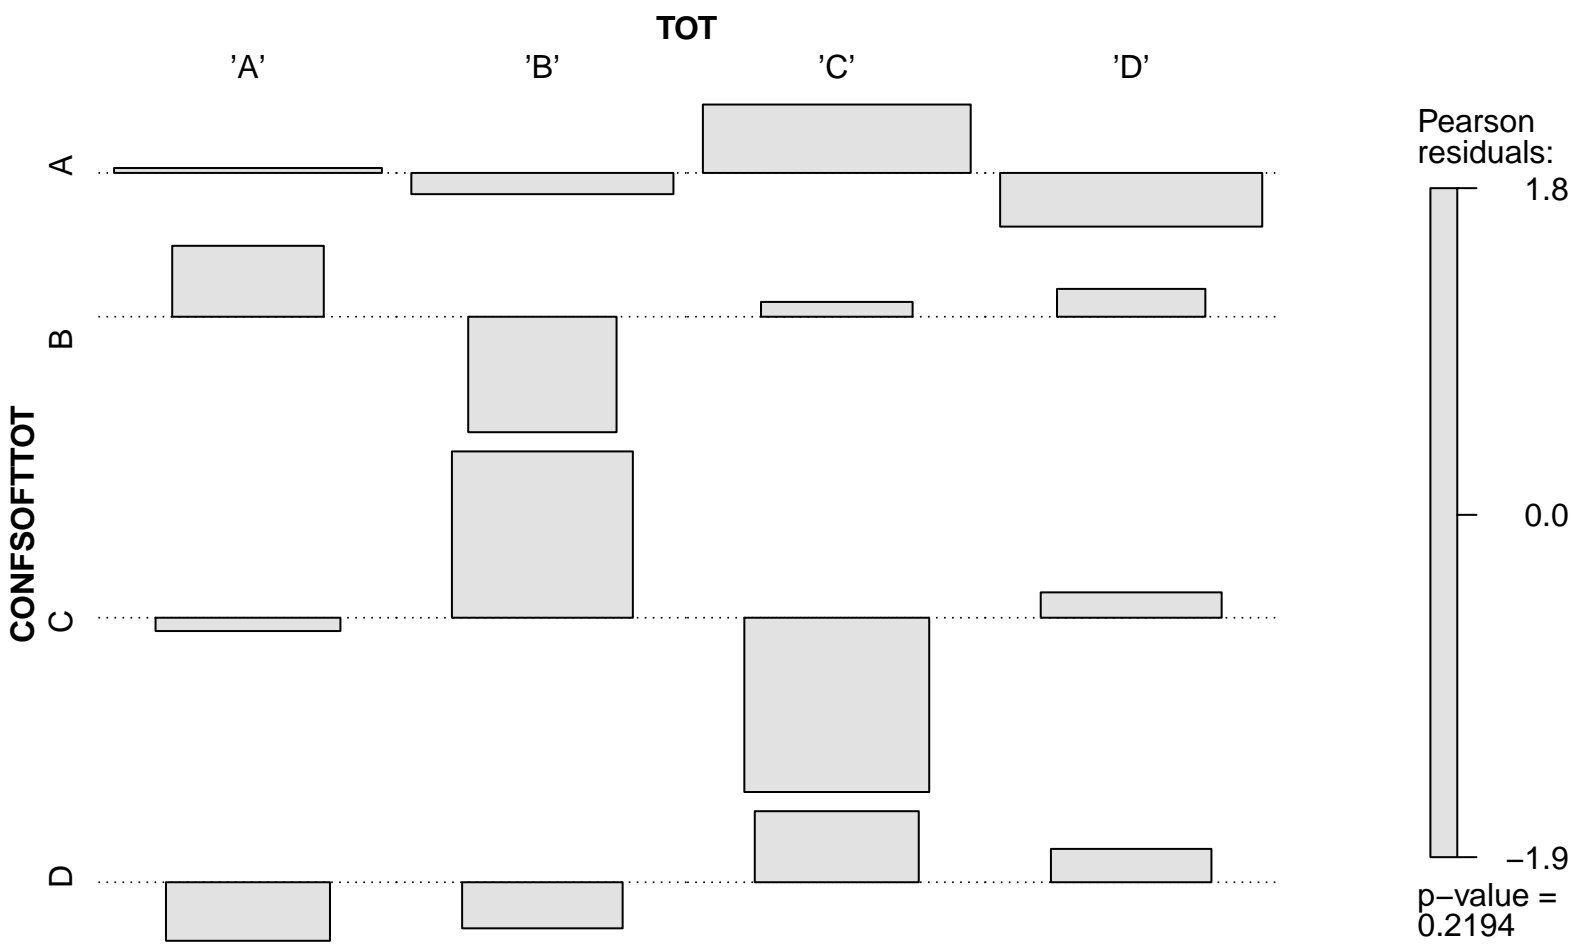 TOT
’A’ ’B’ ’C’ ’D’
CONFSOFTTOT
A
B
C
D
Pearson
residuals:
1.8
0.0
−1.9
p−value =
0.2194